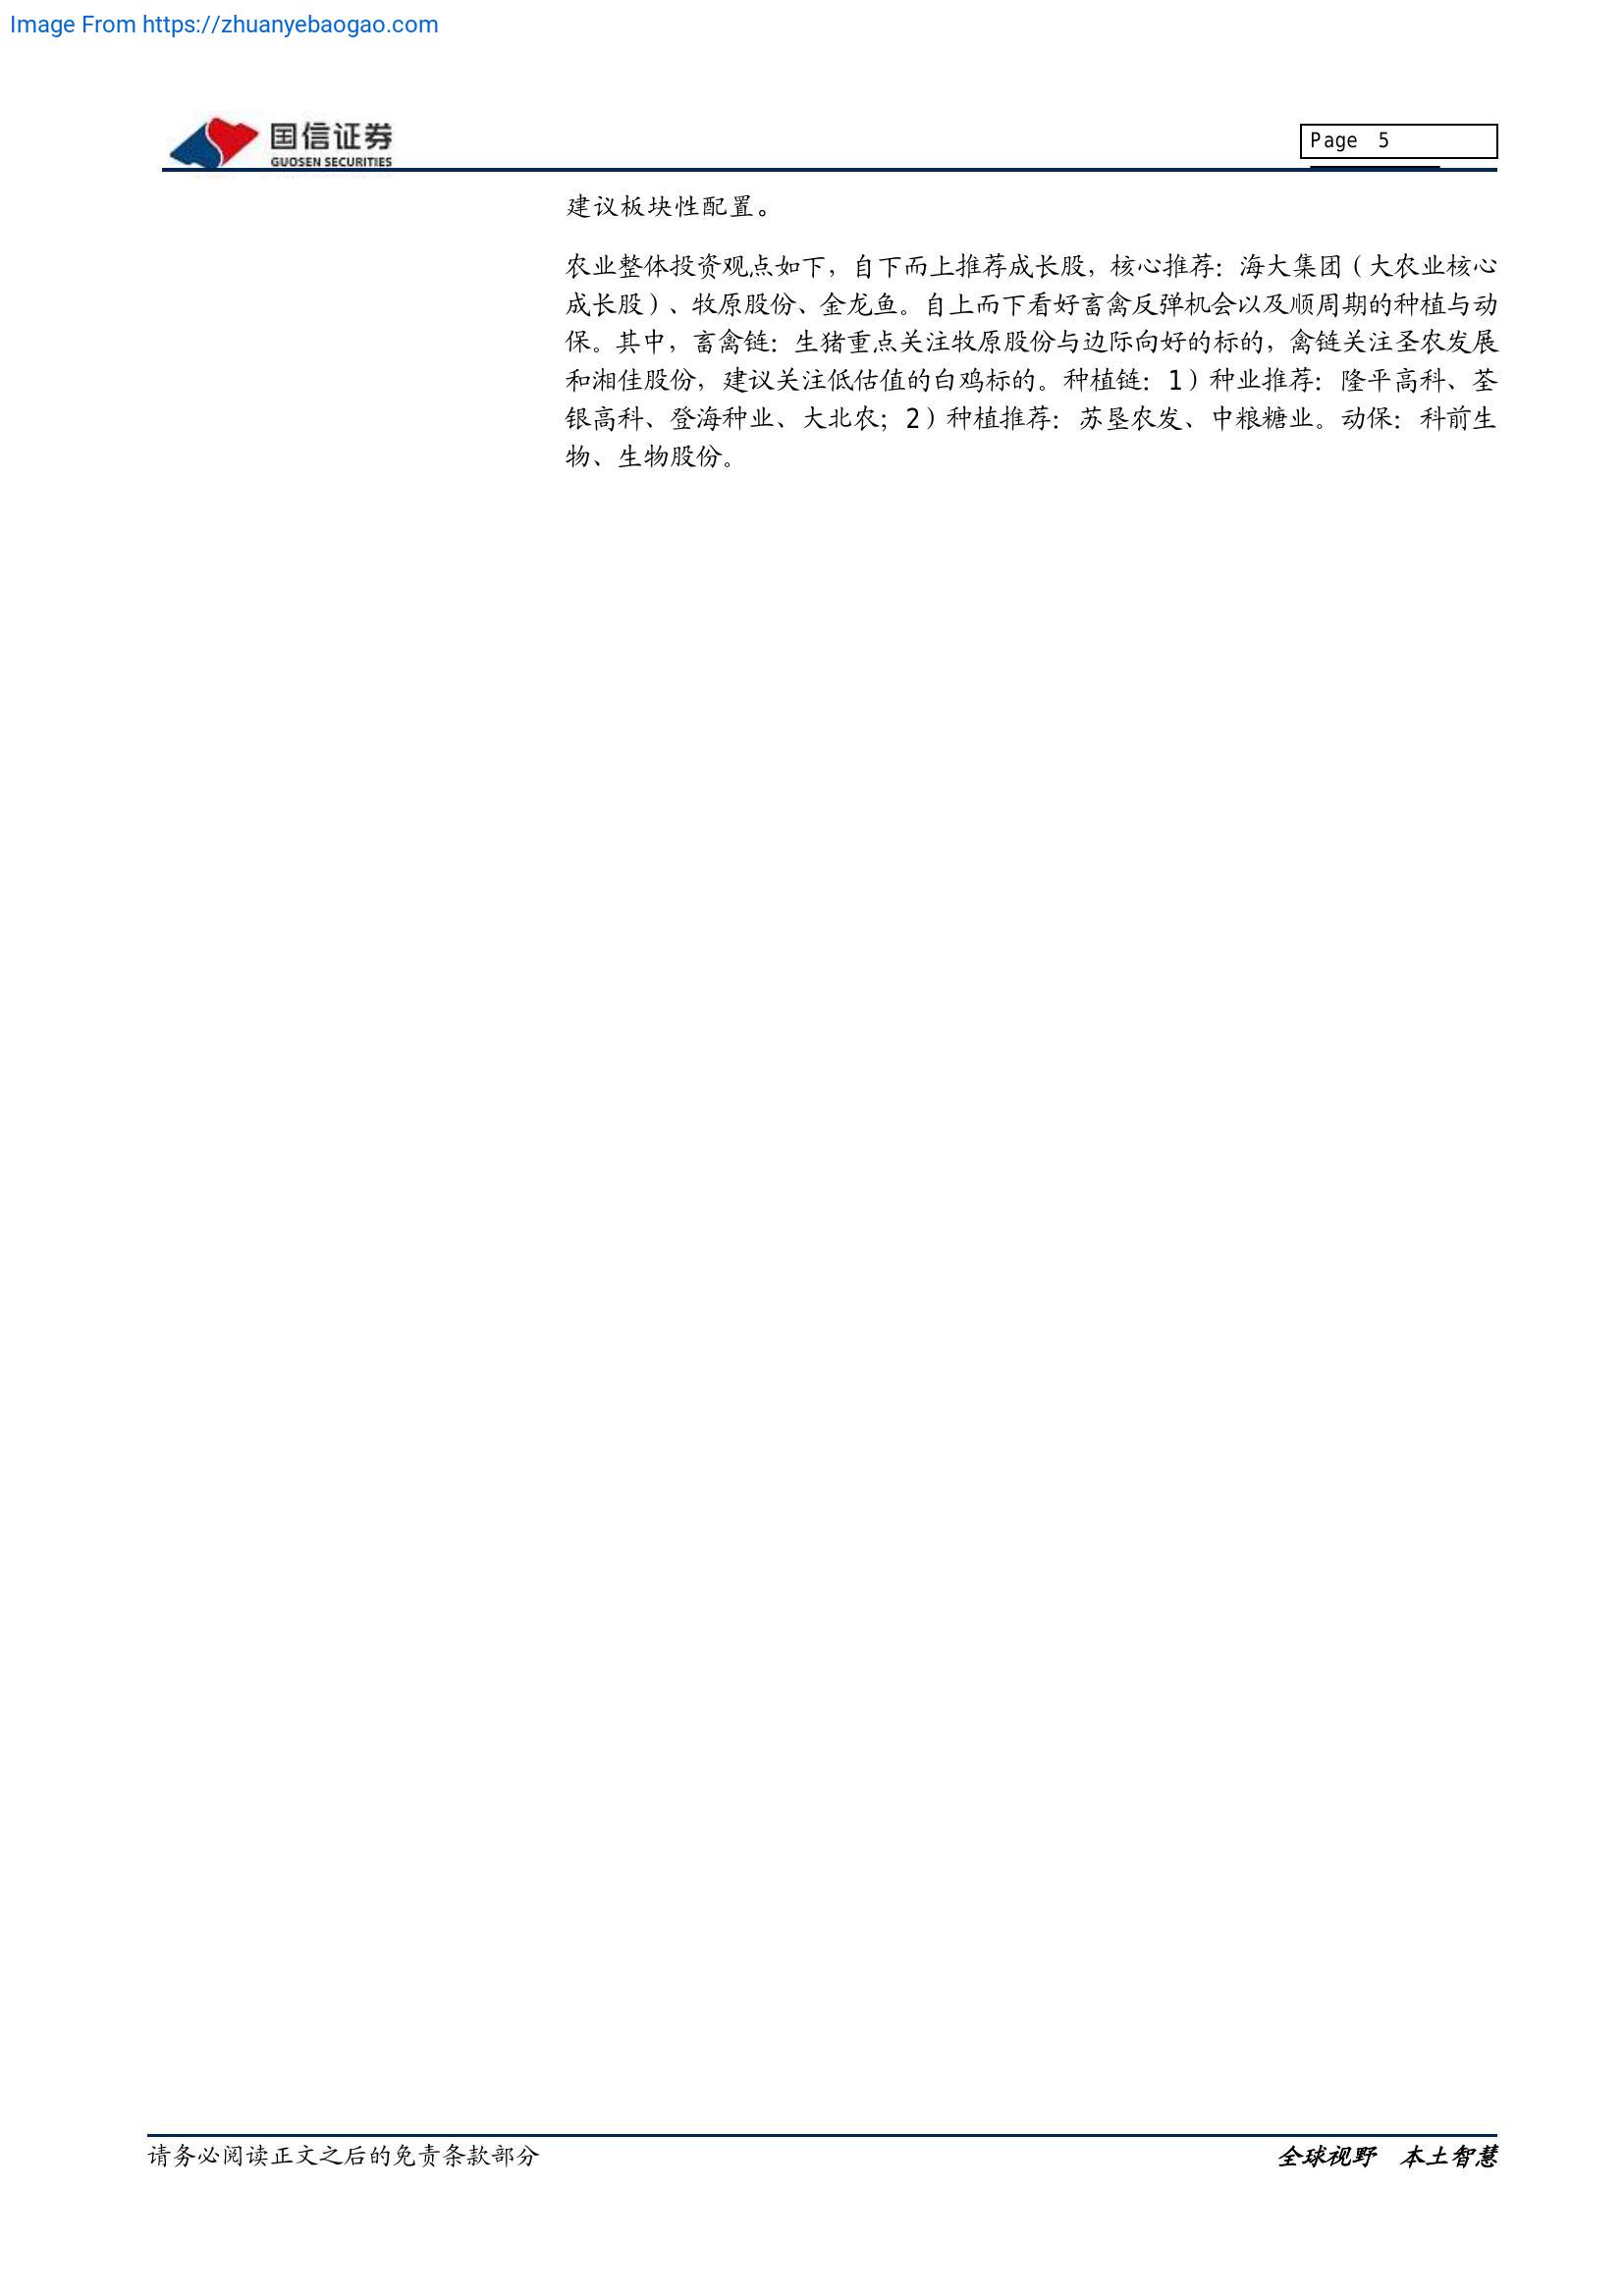 Image From https://zhuanyebaogao.com
国信证券
GUOSEN SECURITIES
Page 5
建议板块性配置。
农业整体投资观点如下，自下而上推荐成长股，核心推荐：海大集团（大农业核心
成长股）、牧原股份、金龙鱼。自上而下看好畜禽反弹机会以及顺周期的种植与动
保。其中，畜禽链：生猪重点关注牧原股份与边际向好的标的，禽链关注圣农发展
和湘佳股份，建议关注低估值的白鸡标的。种植链：1）种业推荐：隆平高科、荃
银高科、登海种业、大北农；2）种植推荐：苏垦农发、中粮糖业。动保：科前生
物、生物股份。
请务必阅读正文之后的免责条款部分
全球视野 本土智慧